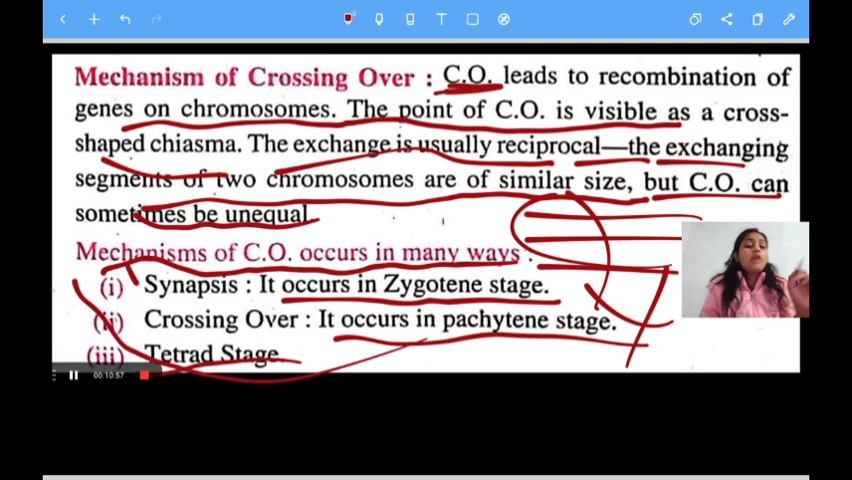 T
Mechanism of Crossing Over : C.O. leads to recombination of
genes on chromosomes. The point of C.O. is visible as a cross-
shaped chiasma. The exchange is usually reciprocal—the exchanging
segments of two chromosomes are of similar size, but C.O. can
sometimes be unequal.
Mechanisms of C.O. occurs in many ways :
(i) Synapsis : It occurs in Zygotene stage.
(ii) Crossing Over : It occurs in pachytene stage.
(iii) Tetrad Stage.
00:10:57